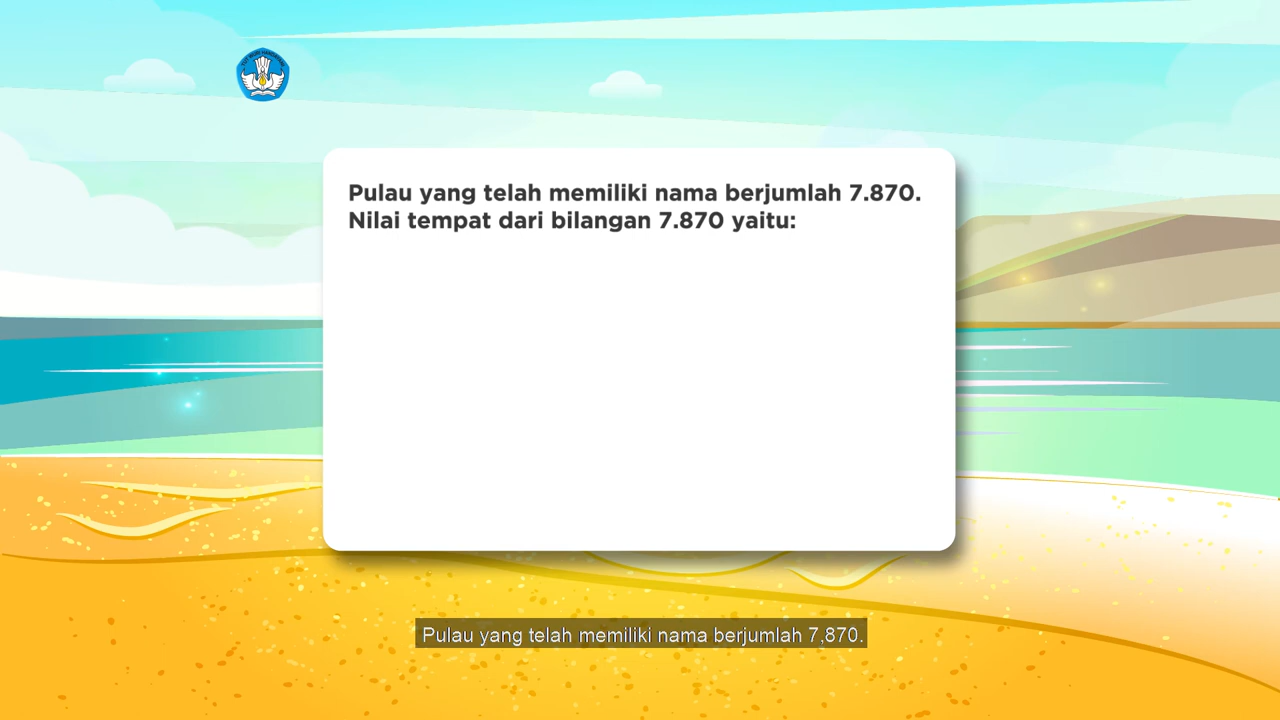 Pulau yang telah memiliki nama berjumlah 7.870.
Nilai tempat dari bilangan 7.870 yaitu:
Pulau yang telah memiliki nama berjumlah 7,870.